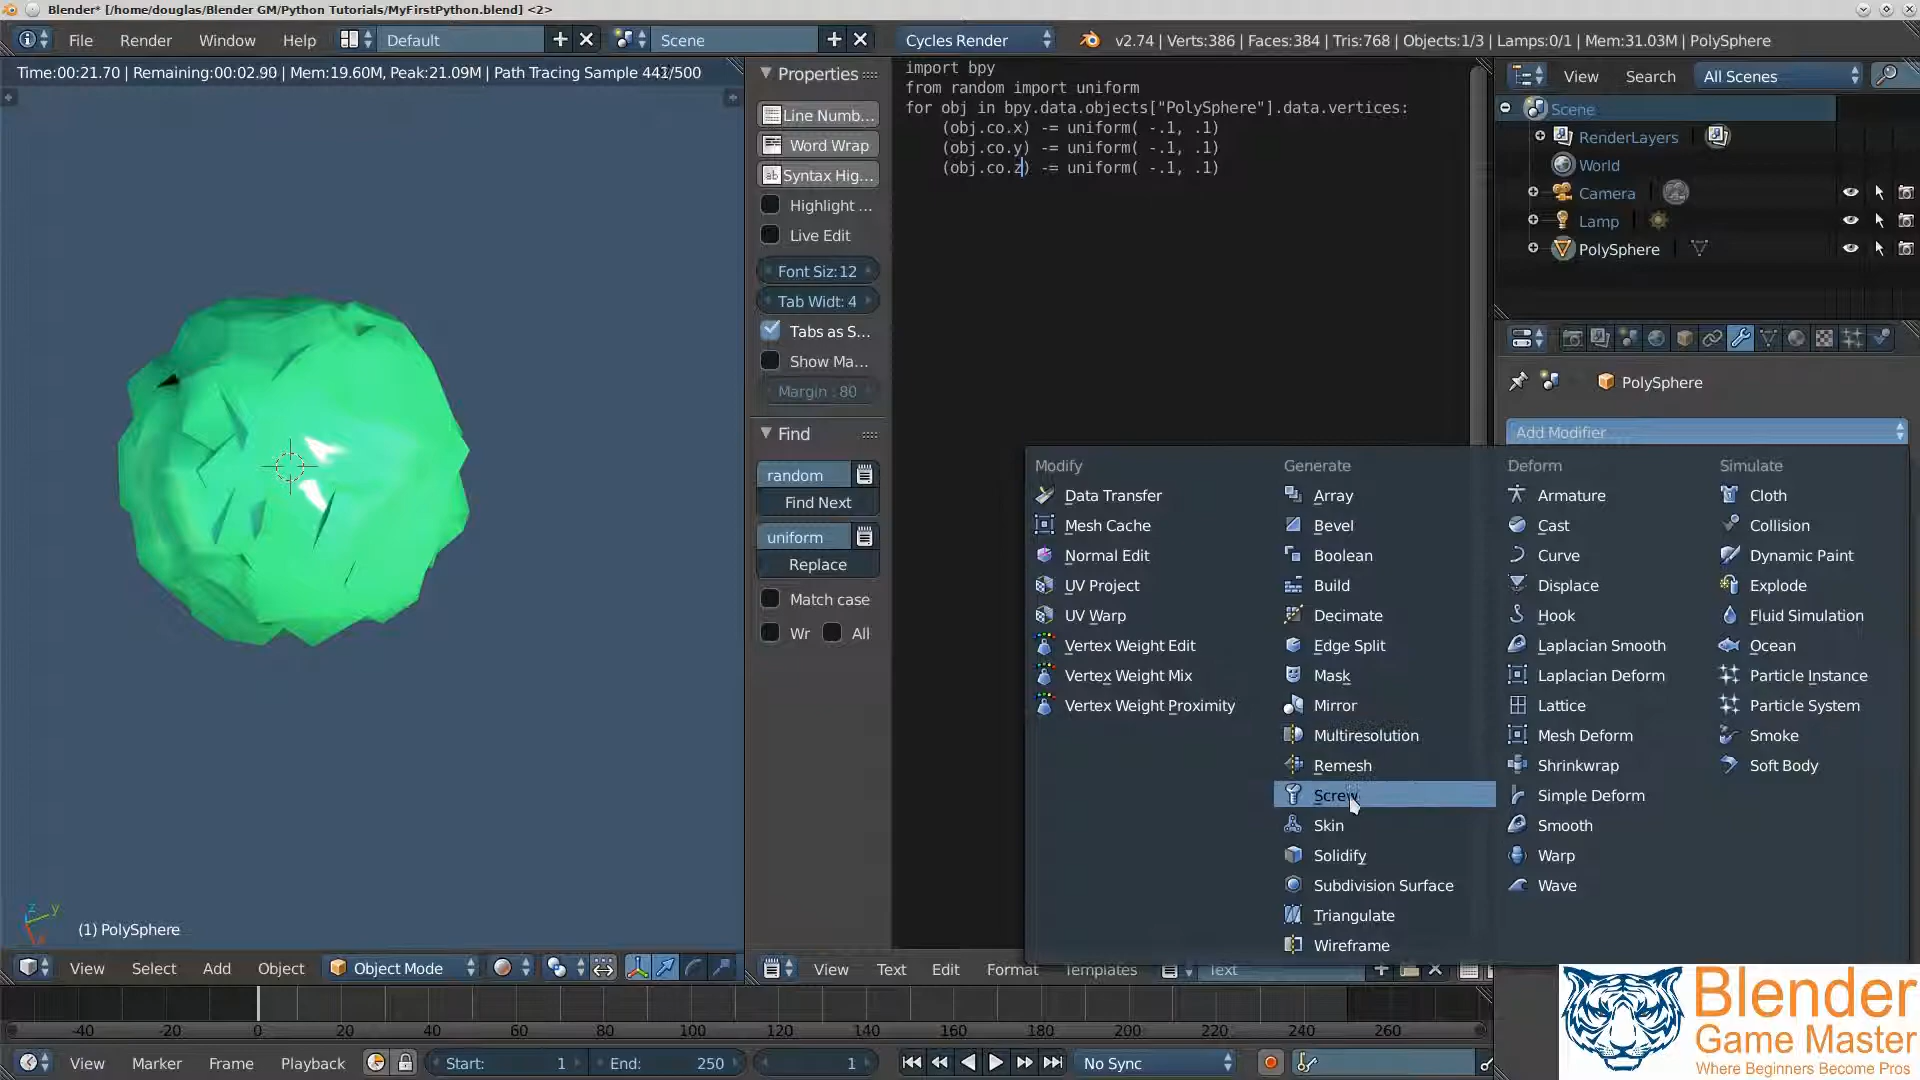 Blender* [/home/douglas/Blender GM/Python Tutorials/MyFirstPython.blend] <2>
File Render Window Help Default Scene Cycles Render v2.74 | Verts:386 | Faces:384 | Tris:768 | Objects:1/3 | Lamps:0/1 | Mem:31.03M | PolySphere
Time:00:21.70 | Remaining:00:02.90 | Mem:19.60M, Peak:21.09M | Path Tracing Sample 441/500
(1) PolySphere
z y x
View Select Add Object Object Mode
Properties
Line Numb...
Word Wrap
Syntax Hig...
Highlight ...
Live Edit
Font Siz:12
Tab Widt: 4
Tabs as S...
Show Ma...
Margin : 80
Find
random
Find Next
uniform
Replace
Match case
Wr All
import bpy
from random import uniform
for obj in bpy.data.objects["PolySphere"].data.vertices:
(obj.co.x) -= uniform( -.1, .1)
(obj.co.y) -= uniform( -.1, .1)
(obj.co.z) -= uniform( -.1, .1)
View Text Edit Format Templates Text
View Search All Scenes
Scene
RenderLayers
World
Camera
Lamp
PolySphere
PolySphere
Add Modifier
Modify
Data Transfer
Mesh Cache
Normal Edit
UV Project
UV Warp
Vertex Weight Edit
Vertex Weight Mix
Vertex Weight Proximity
Generate
Array
Bevel
Boolean
Build
Decimate
Edge Split
Mask
Mirror
Multiresolution
Remesh
Screw
Skin
Solidify
Subdivision Surface
Triangulate
Wireframe
Deform
Armature
Cast
Curve
Displace
Hook
Laplacian Smooth
Laplacian Deform
Lattice
Mesh Deform
Shrinkwrap
Simple Deform
Smooth
Warp
Wave
Simulate
Cloth
Collision
Dynamic Paint
Explode
Fluid Simulation
Ocean
Particle Instance
Particle System
Smoke
Soft Body
-40 -20 0 20 40 60 80 100 120 140 160 180 200 220 240 260
View Marker Frame Playback Start: 1 End: 250 1 No Sync
Blender
Game Master
Where Beginners Become Pros